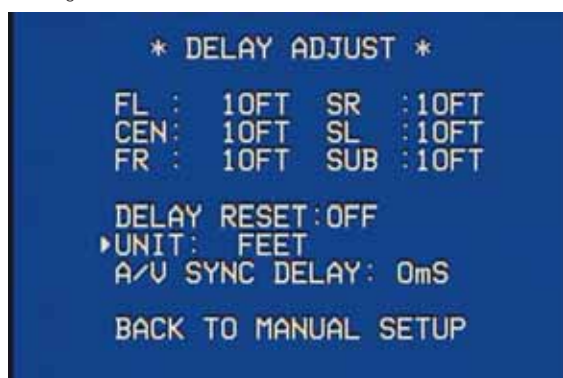 * DELAY ADJUST *
FL : 10FT SR :10FT
CEN: 10FT SL :10FT
FR : 10FT SUB :10FT
DELAY RESET:OFF
▶UNIT: FEET
A/V SYNC DELAY: 0mS
BACK TO MANUAL SETUP